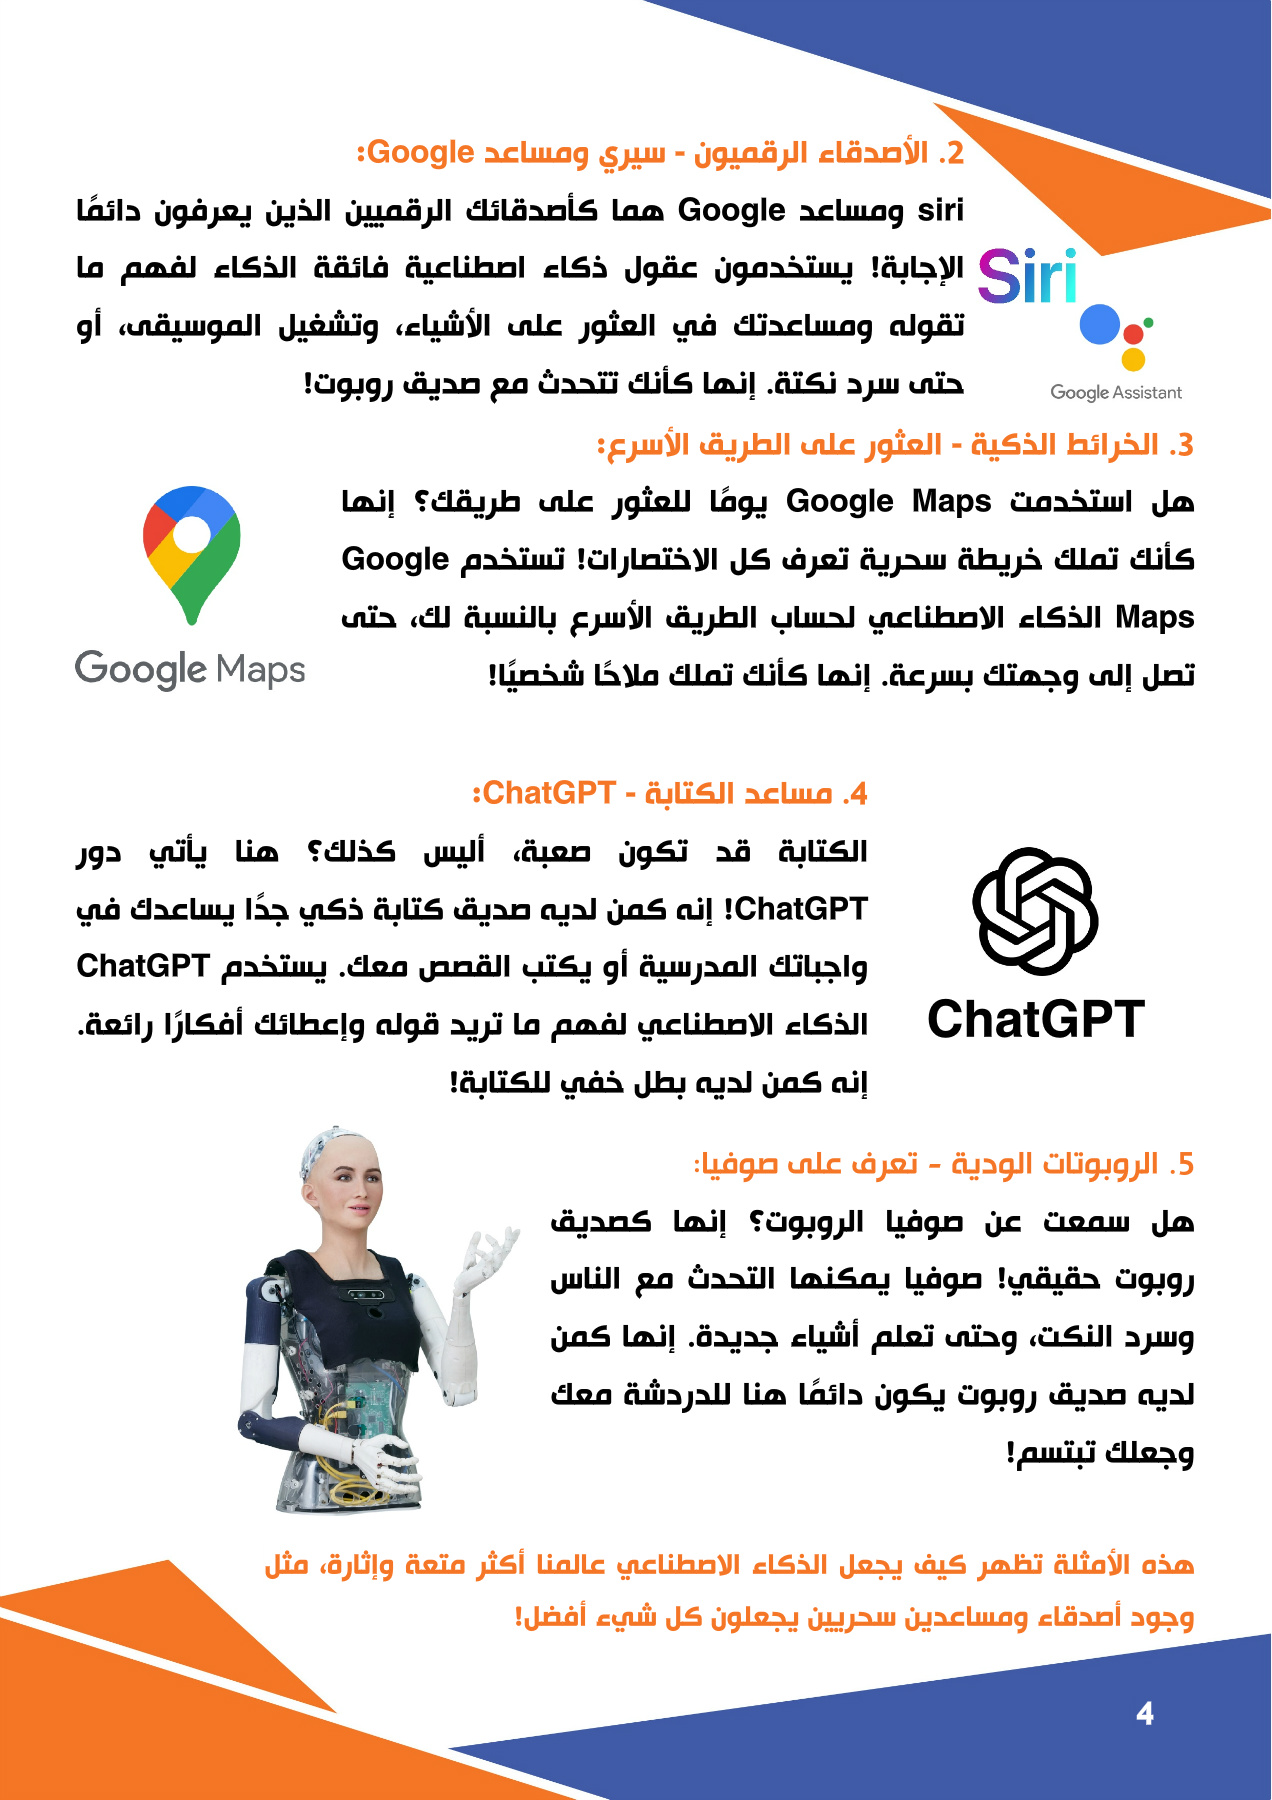 2. الأصدقاء الرقميون - سيري ومساعد Google:
siri ومساعد Google هما كأصدقائك الرقميين الذين يعرفون دائمًا
الإجابة! يستخدمون عقول ذكاء اصطناعية فائقة الذكاء لفهم ما
تقوله ومساعدتك في العثور على الأشياء، وتشغيل الموسيقى، أو
حتى سرد نكتة. إنها كأنك تتحدث مع صديق روبوت!
Siri
Google Assistant
3. الخرائط الذكية - العثور على الطريق الأسرع:
هل استخدمت Google Maps يومًا للعثور على طريقك؟ إنها
كأنك تملك خريطة سحرية تعرف كل الاختصارات! تستخدم Google
Maps الذكاء الاصطناعي لحساب الطريق الأسرع بالنسبة لك، حتى
تصل إلى وجهتك بسرعة. إنها كأنك تملك ملاحًا شخصيًا!
Google Maps
4. مساعد الكتابة - ChatGPT:
الكتابة قد تكون صعبة، أليس كذلك؟ هنا يأتي دور
ChatGPT! إنه كمن لديه صديق كتابة ذكي جدًا يساعدك في
واجباتك المدرسية أو يكتب القصص معك. يستخدم ChatGPT
الذكاء الاصطناعي لفهم ما تريد قوله وإعطائك أفكارًا رائعة.
إنه كمن لديه بطل خفي للكتابة!
ChatGPT
5. الروبوتات الودية - تعرف على صوفيا:
هل سمعت عن صوفيا الروبوت؟ إنها كصديق
روبوت حقيقي! صوفيا يمكنها التحدث مع الناس
وسرد النكت، وحتى تعلم أشياء جديدة. إنها كمن
لديه صديق روبوت يكون دائمًا هنا للدردشة معك
وجعلك تبتسم!
هذه الأمثلة تظهر كيف يجعل الذكاء الاصطناعي عالمنا أكثر متعة وإثارة، مثل
وجود أصدقاء ومساعدين سحريين يجعلون كل شيء أفضل!
4